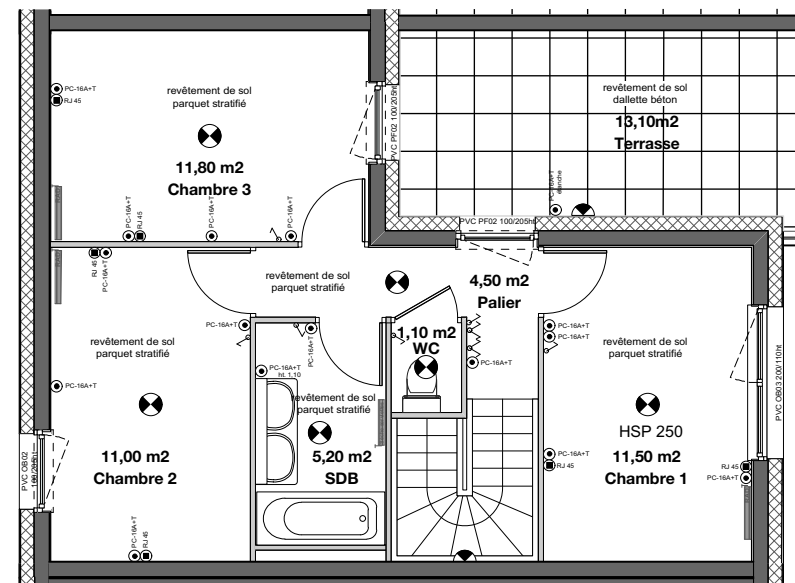 PC-16A+T
RJ 45
revêtement de sol
parquet stratifié
11,80 m2
Chambre 3
PC-16A+T
RJ 45
PC-16A+T
PC-16A+T
PVC PF02 100/205ht
revêtement de sol
dallette béton
13,10m2
Terrasse
PC-16A+T
étanche
PVC PF02 100/205ht
RJ 45
PC-16A+T
revêtement de sol
parquet stratifié
4,50 m2
Palier
revêtement de sol
parquet stratifié
PC-16A+T
PC-16A+T
11,00 m2
Chambre 2
PVC OB02
PC-16A+T
RJ 45
PC-16A+T
PC-16A+T
ht. 1,10
revêtement de sol
parquet stratifié
5,20 m2
SDB
1,10 m2
WC
PC-16A+T
PC-16A+T
PC-16A+T
revêtement de sol
parquet stratifié
HSP 250
11,50 m2
Chambre 1
PC-16A+T
RJ 45
RJ 45
PC-16A+T
PVC OB03 200/110ht